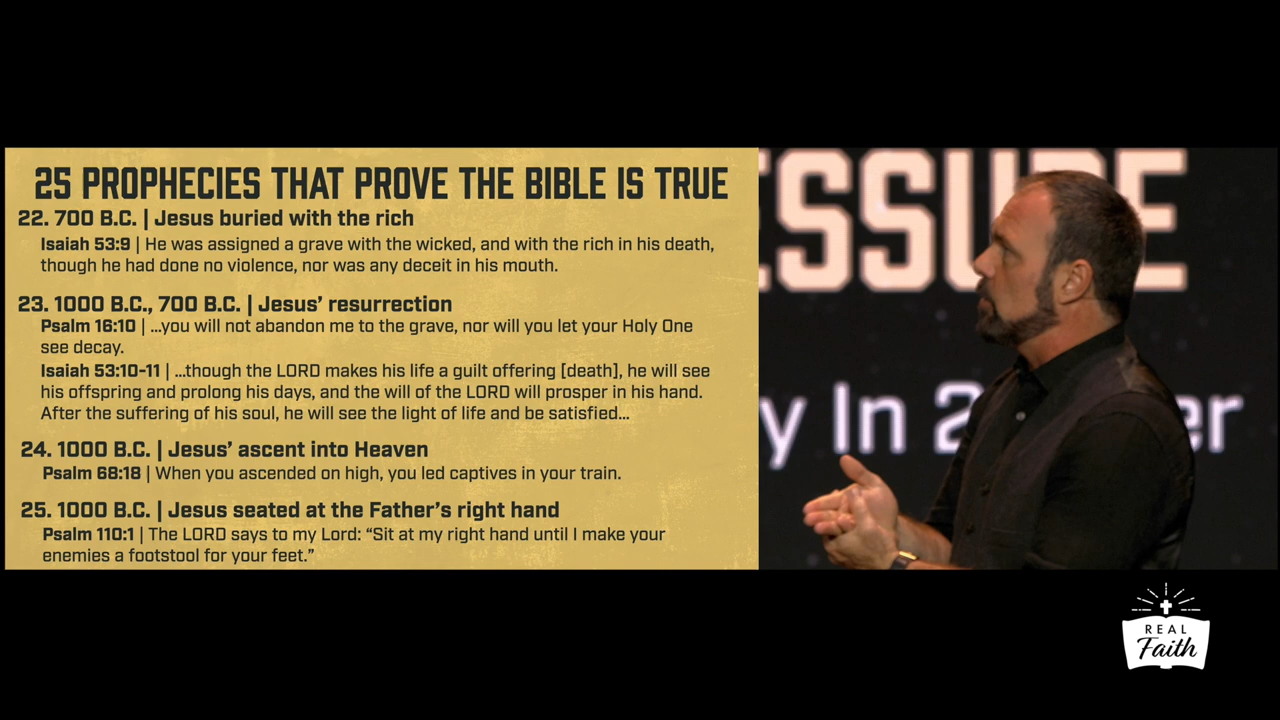 25 PROPHECIES THAT PROVE THE BIBLE IS TRUE
22. 700 B.C. | Jesus buried with the rich
Isaiah 53:9 | He was assigned a grave with the wicked, and with the rich in his death,
though he had done no violence, nor was any deceit in his mouth.
23. 1000 B.C., 700 B.C. | Jesus’ resurrection
Psalm 16:10 | ...you will not abandon me to the grave, nor will you let your Holy One
see decay.
Isaiah 53:10-11 | ...though the LORD makes his life a guilt offering [death], he will see
his offspring and prolong his days, and the will of the LORD will prosper in his hand.
After the suffering of his soul, he will see the light of life and be satisfied...
24. 1000 B.C. | Jesus’ ascent into Heaven
Psalm 68:18 | When you ascended on high, you led captives in your train.
25. 1000 B.C. | Jesus seated at the Father’s right hand
Psalm 110:1 | The LORD says to my Lord: “Sit at my right hand until I make your
enemies a footstool for your feet.”
ESSURE
y In 2 er
REAL
Faith